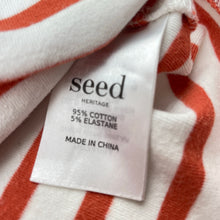 seed
HERITAGE
95% COTTON
5% ELASTANE
MADE IN CHINA